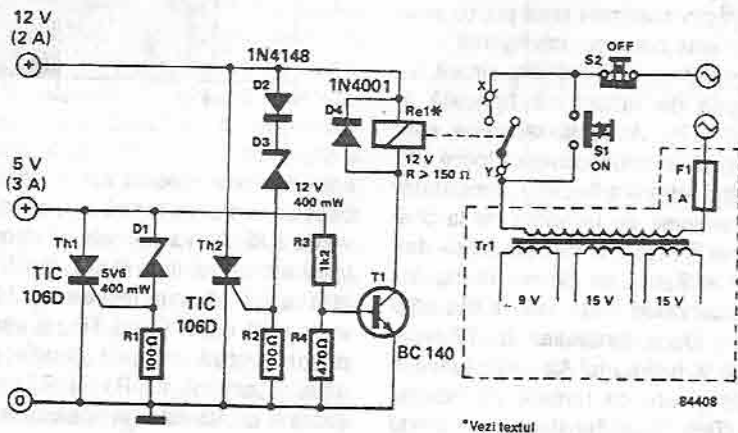 12 V
(2 A)
+
5 V
(3 A)
+
0
1N4148
D2
D3
12 V
400 mW
1N4001
D4
Re1*
12 V
R > 150 Ω
Th1
TIC
106D
D1
5V6
400 mW
Th2
TIC
106D
R1
100Ω
R2
100Ω
R3
1k2
R4
470Ω
T1
BC 140
X
Y
S2
OFF
S1
ON
F1
1 A
Tr1
9 V
15 V
15 V
84408
*Vezi textul